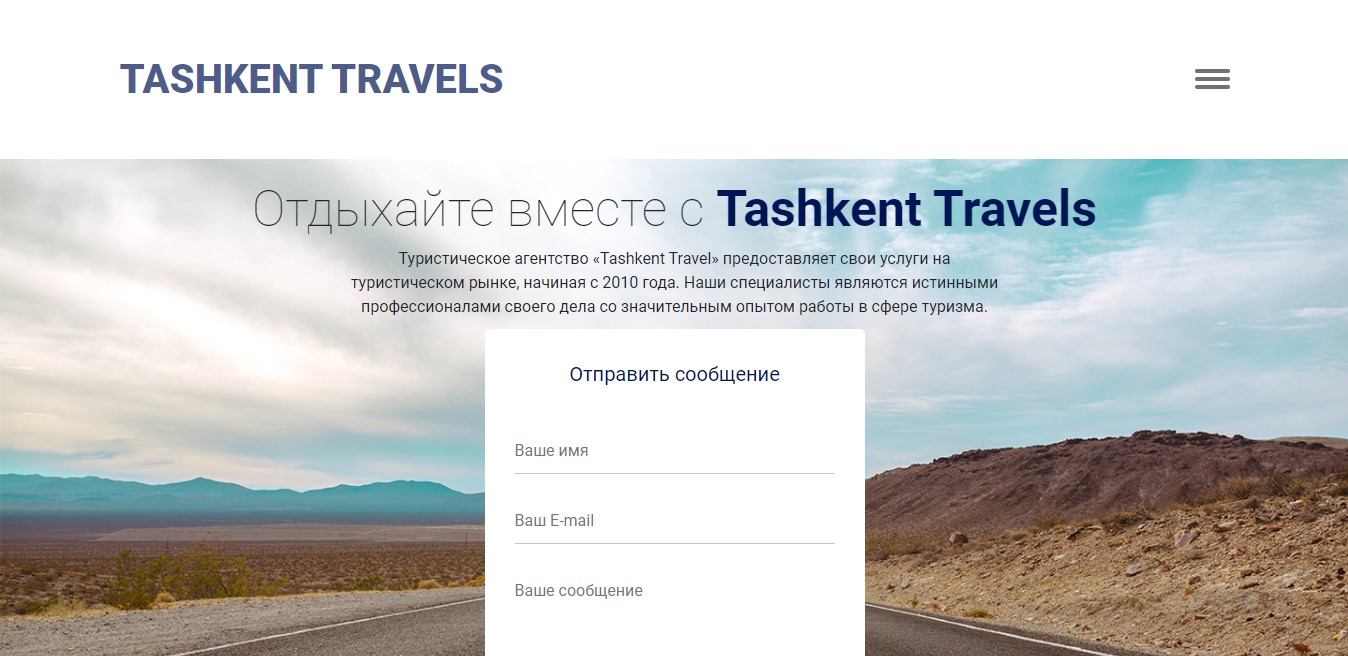 TASHKENT TRAVELS
Отдыхайте вместе с Tashkent Travels
Туристическое агентство «Tashkent Travel» предоставляет свои услуги на
туристическом рынке, начиная с 2010 года. Наши специалисты являются истинными
профессионалами своего дела со значительным опытом работы в сфере туризма.
Отправить сообщение
Ваше имя
Ваш E-mail
Ваше сообщение